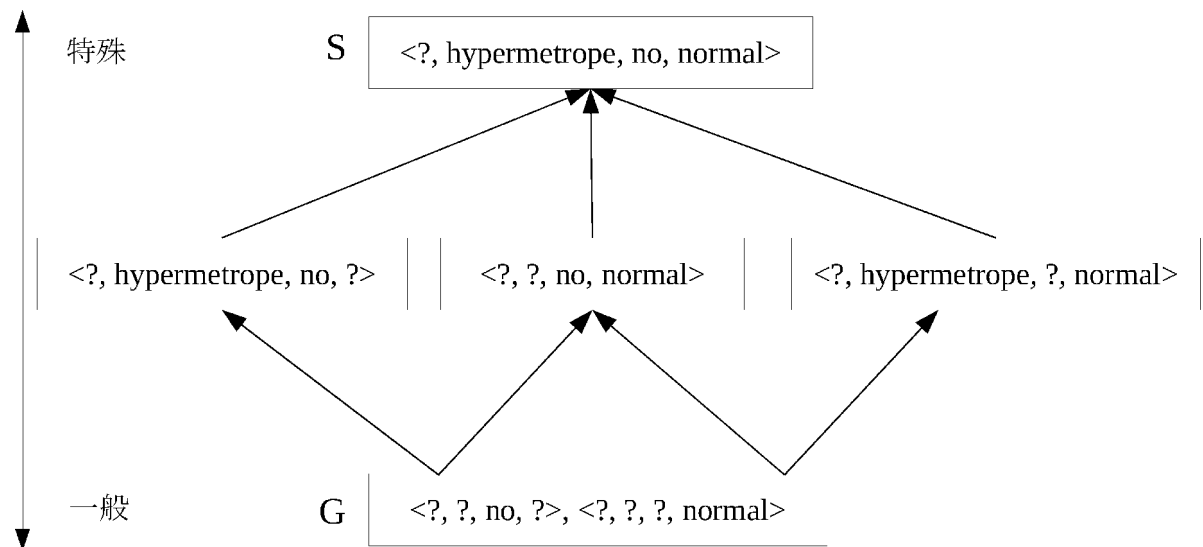 特殊 S <?, hypermetrope, no, normal>
<?, hypermetrope, no, ?> <?, ?, no, normal> <?, hypermetrope, ?, normal>
一般 G <?, ?, no, ?>, <?, ?, ?, normal>